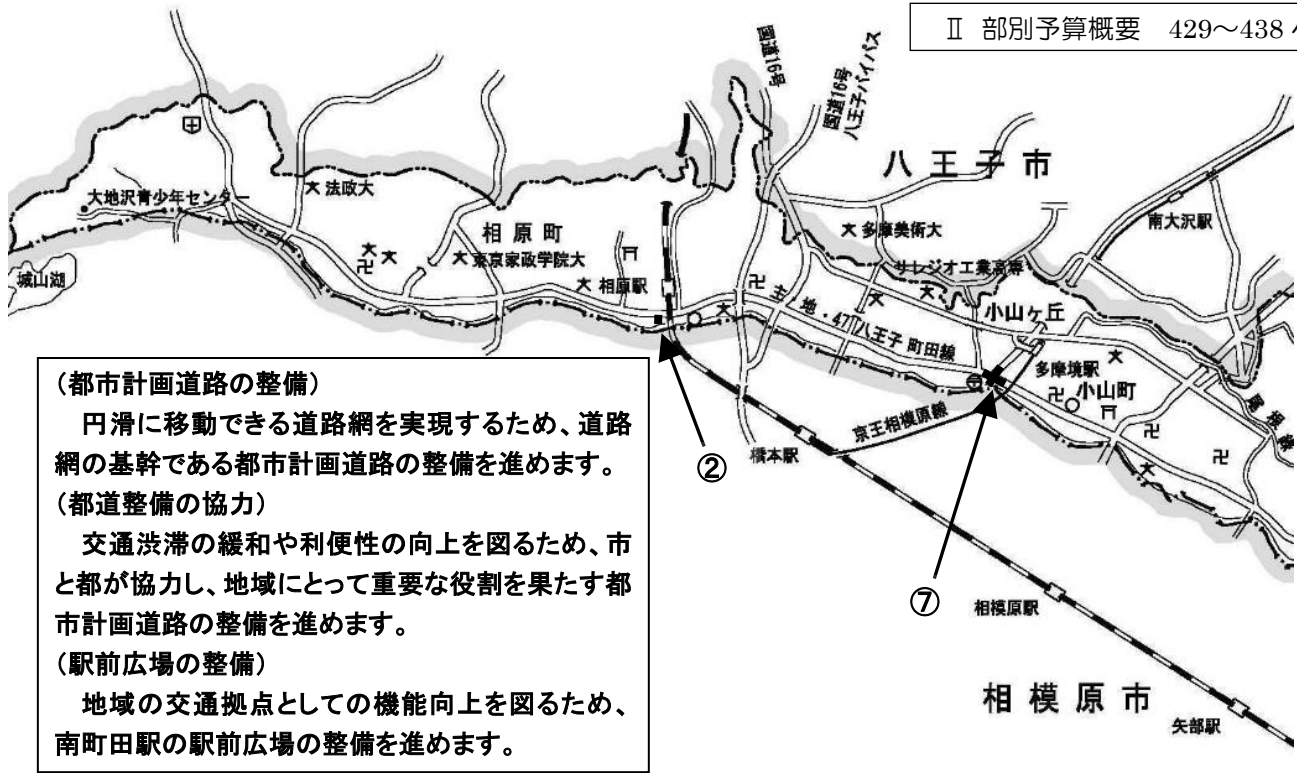 Ⅱ 部別予算概要 429～438
国道16号
国道16号
八王子バイパス
八王子市
大地沢青少年センター
法政大
相原町
東京家政学院大
相原駅
城山湖
多摩美術大
サレジオ工業高専
南大沢駅
小山ヶ丘
主地・47 八王子町田線
多摩境駅
小山町
尾根線
京王相模原線
橋本駅
②
⑦
相模原駅
相模原市
矢部駅
(都市計画道路の整備)
円滑に移動できる道路網を実現するため、道路
網の基幹である都市計画道路の整備を進めます。
(都道整備の協力)
交通渋滞の緩和や利便性の向上を図るため、市
と都が協力し、地域にとって重要な役割を果たす都
市計画道路の整備を進めます。
(駅前広場の整備)
地域の交通拠点としての機能向上を図るため、
南町田駅の駅前広場の整備を進めます。